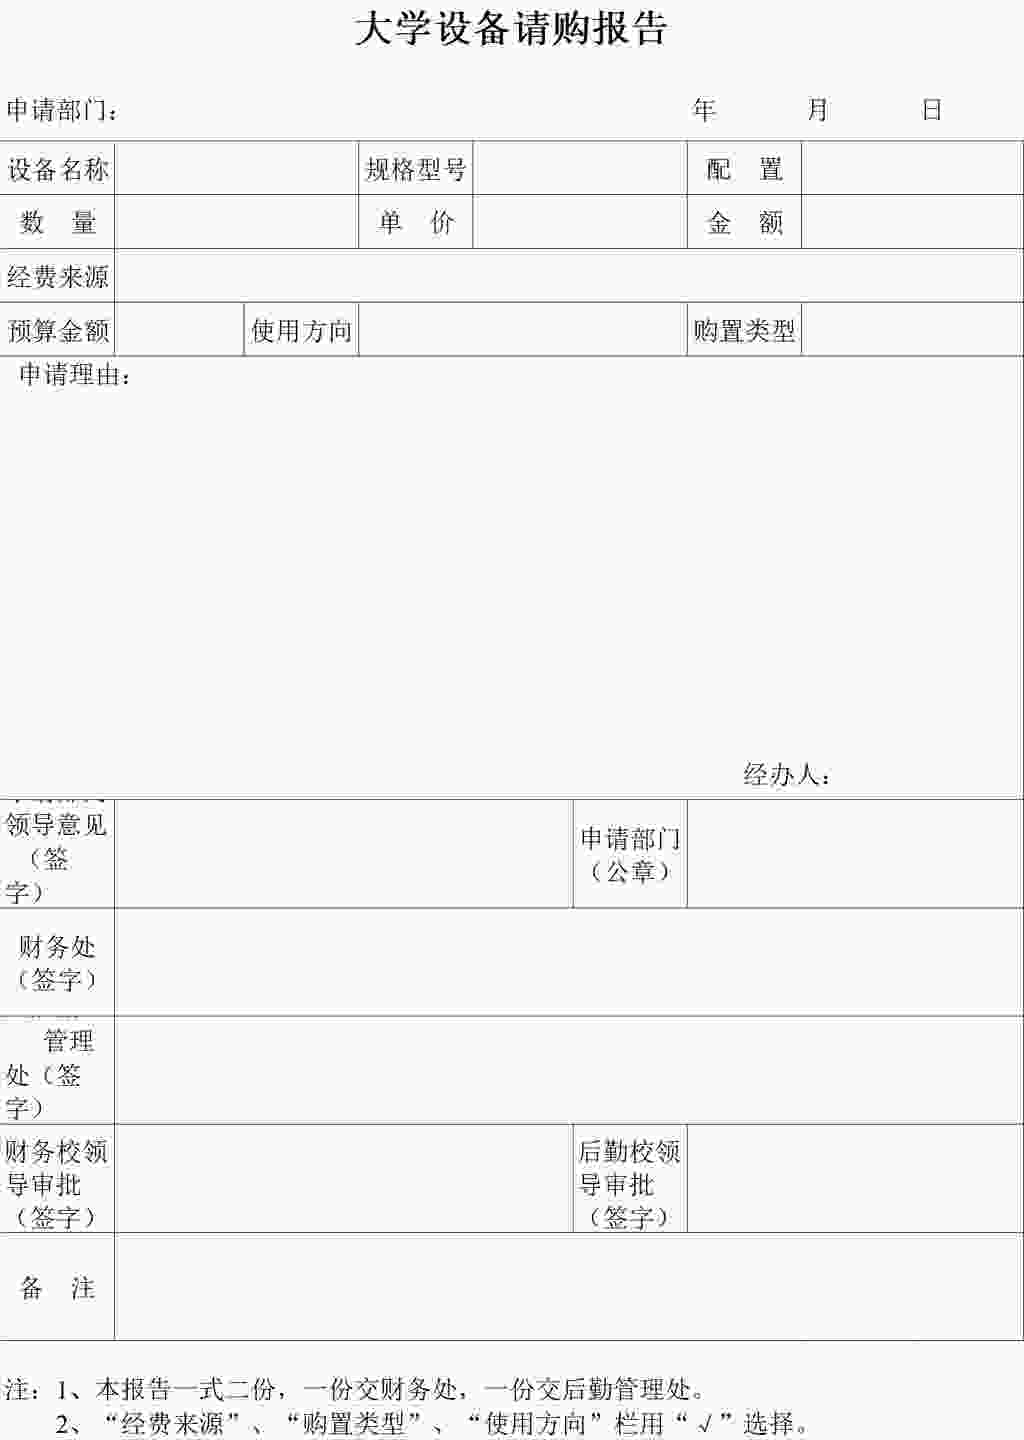 大学设备请购报告
申请部门： 年 月 日
设备名称 规格型号 配 置
数 量 单 价 金 额
经费来源
预算金额 使用方向 购置类型
申请理由：
经办人：
领导意见
（签
字）
申请部门
（公章）
财务处
（签字）
管理
处（签
字）
财务校领
导审批
（签字）
后勤校领
导审批
（签字）
备 注
注：1、本报告一式二份，一份交财务处，一份交后勤管理处。
2、“经费来源”、“购置类型”、“使用方向”栏用“√”选择。